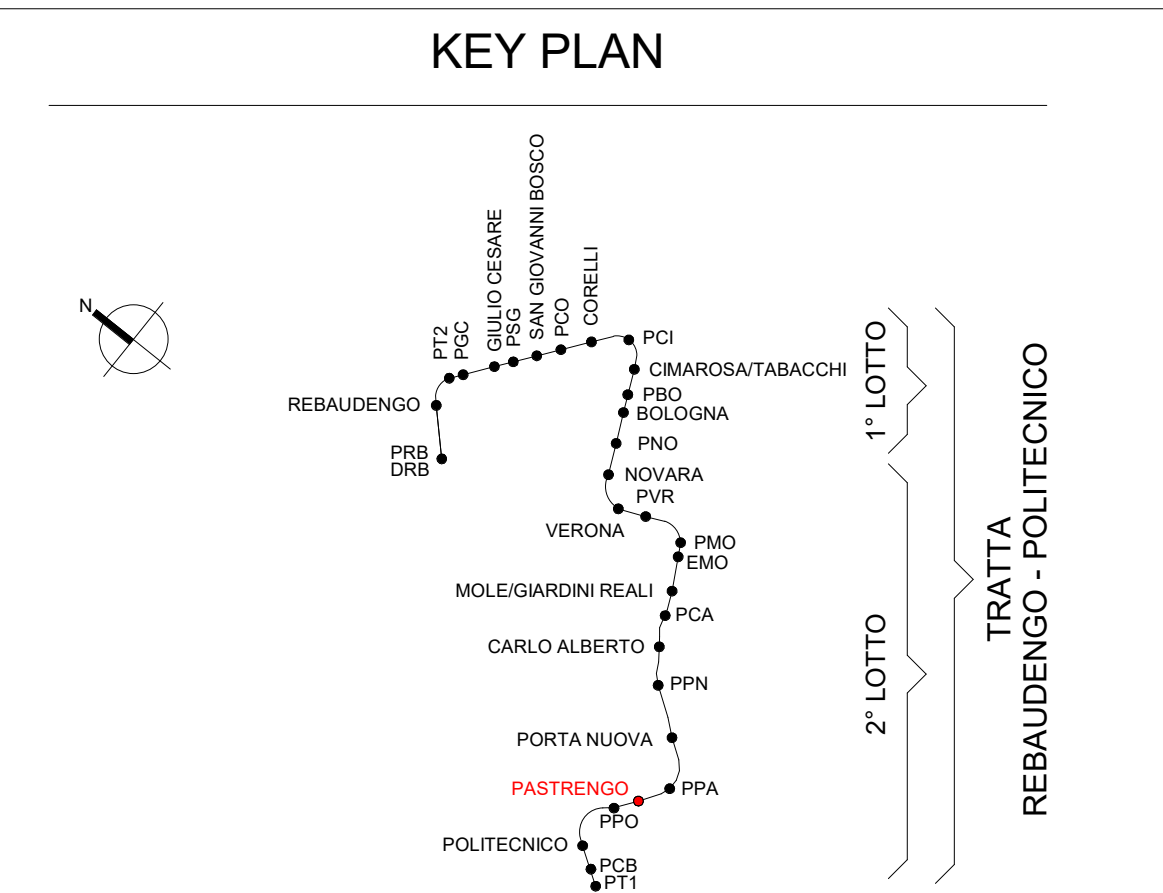 KEY PLAN
N
PT2
PGC
GIULIO CESARE
PSG
SAN GIOVANNI BOSCO
PCO
CORELLI
PCI
CIMAROSA/TABACCHI
REBAUDENGO
PBO
BOLOGNA
PRB
DRB
PNO
NOVARA
PVR
VERONA
PMO
EMO
MOLE/GIARDINI REALI
PCA
CARLO ALBERTO
PPN
PORTA NUOVA
PASTRENGO
PPA
PPO
POLITECNICO
PCB
PT1
1° LOTTO
2° LOTTO
TRATTA
REBAUDENGO - POLITECNICO